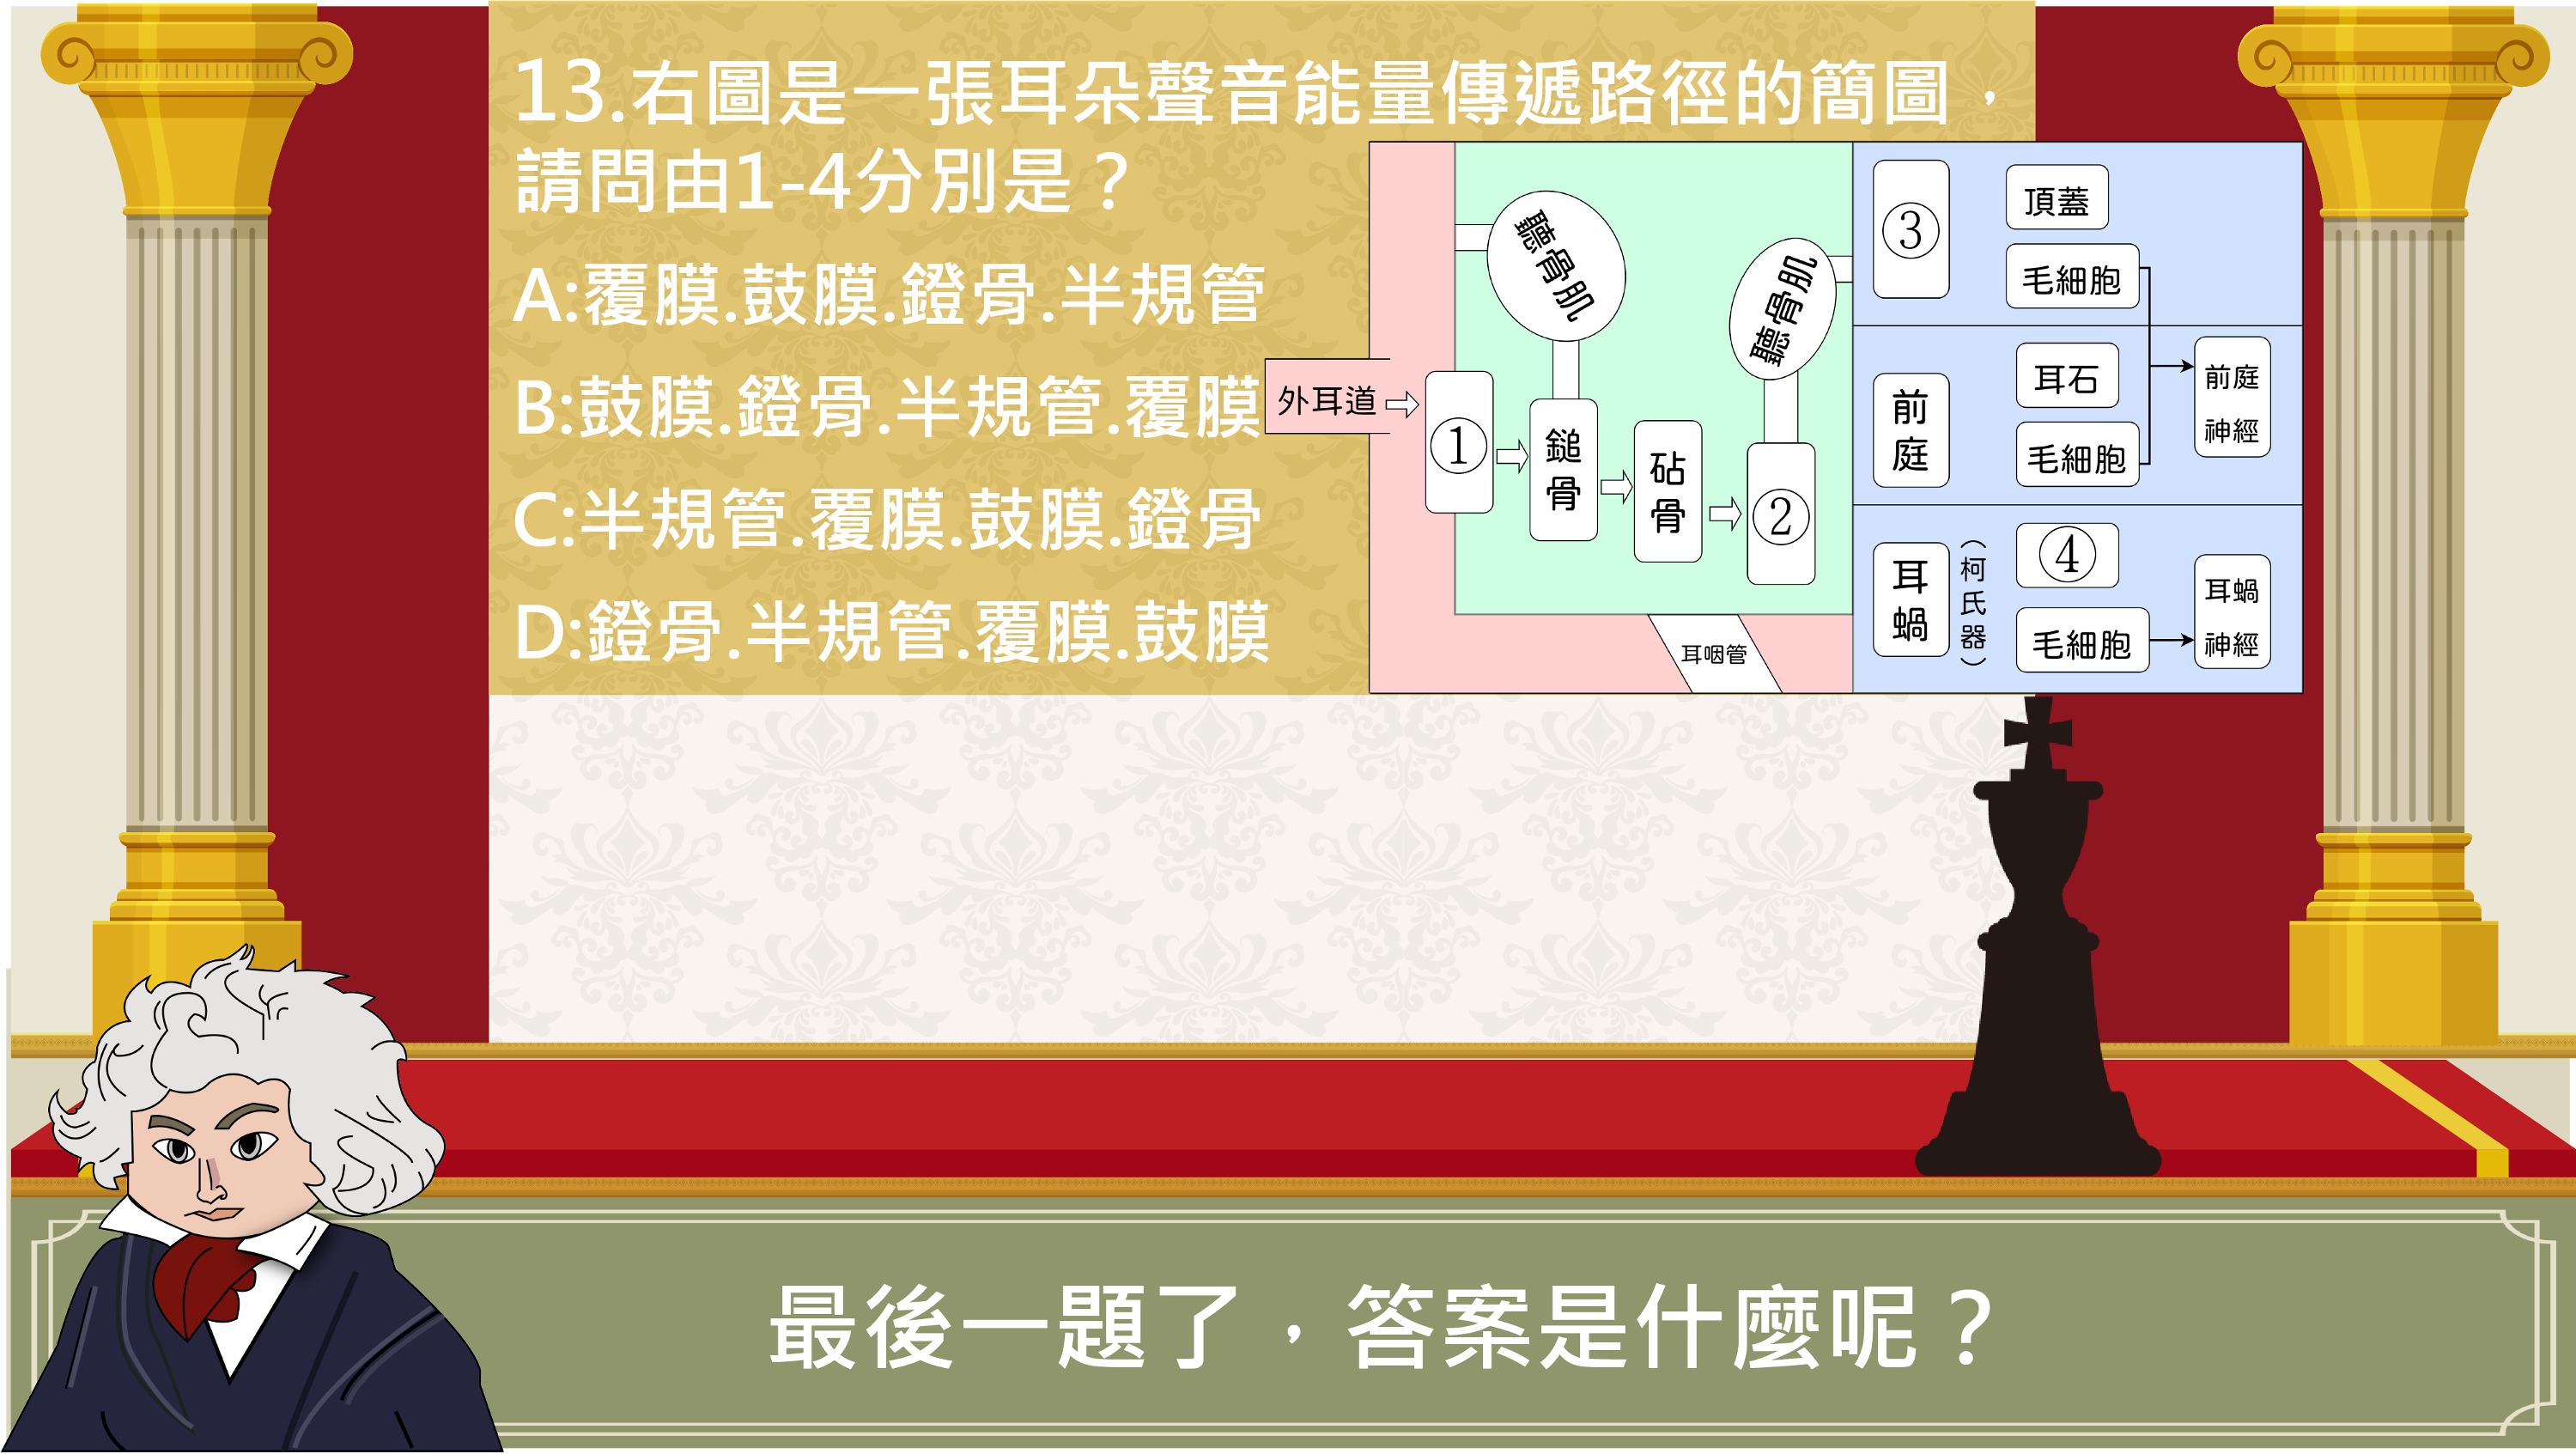 13.右圖是一張耳朵聲音能量傳遞路徑的簡圖，
請問由1-4分別是？
A:覆膜.鼓膜.鐙骨.半規管
B:鼓膜.鐙骨.半規管.覆膜
C:半規管.覆膜.鼓膜.鐙骨
D:鐙骨.半規管.覆膜.鼓膜
外耳道
①
聽骨肌
鎚骨
砧骨
聽骨肌
②
耳咽管
③
頂蓋
毛細胞
前庭
耳石
毛細胞
前庭
神經
耳蝸
（柯氏器）
④
毛細胞
耳蝸
神經
最後一題了，答案是什麼呢？